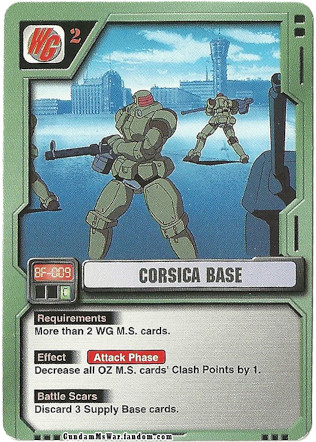 WG 2
BF-009
C
CORSICA BASE
Requirements
More than 2 WG M.S. cards.
Effect Attack Phase
Decrease all OZ M.S. cards' Clash Points by 1.
Battle Scars
Discard 3 Supply Base cards.
GundamMsWar.fandom.com